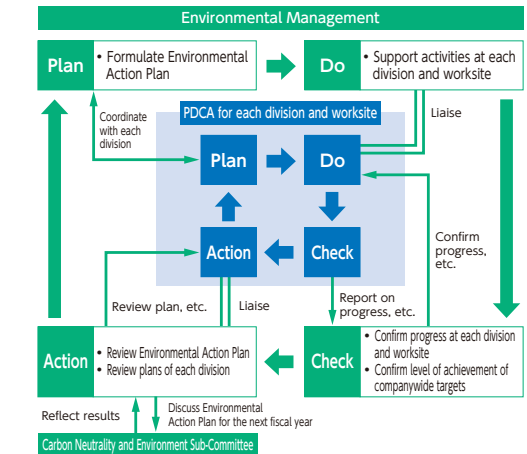 Environmental Management
Plan
• Formulate Environmental
Action Plan
Do
• Support activities at each
division and worksite
Coordinate
with each
division
PDCA for each division and worksite
Liaise
Plan
Do
Action
Check
Confirm
progress,
etc.
Review plan, etc.
Liaise
Report on
progress, etc.
Action
• Review Environmental Action Plan
• Review plans of each division
Check
• Confirm progress at each division
and worksite
• Confirm level of achievement of
companywide targets
Reflect results
Discuss Environmental
Action Plan for the next fiscal year
Carbon Neutrality and Environment Sub-Committee